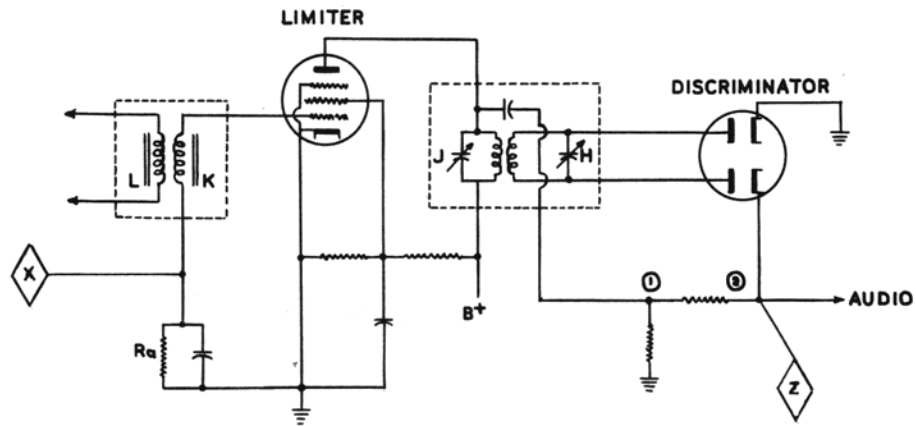 LIMITER
DISCRIMINATOR
J
H
L
K
X
B+
1
2
AUDIO
Ra
Z